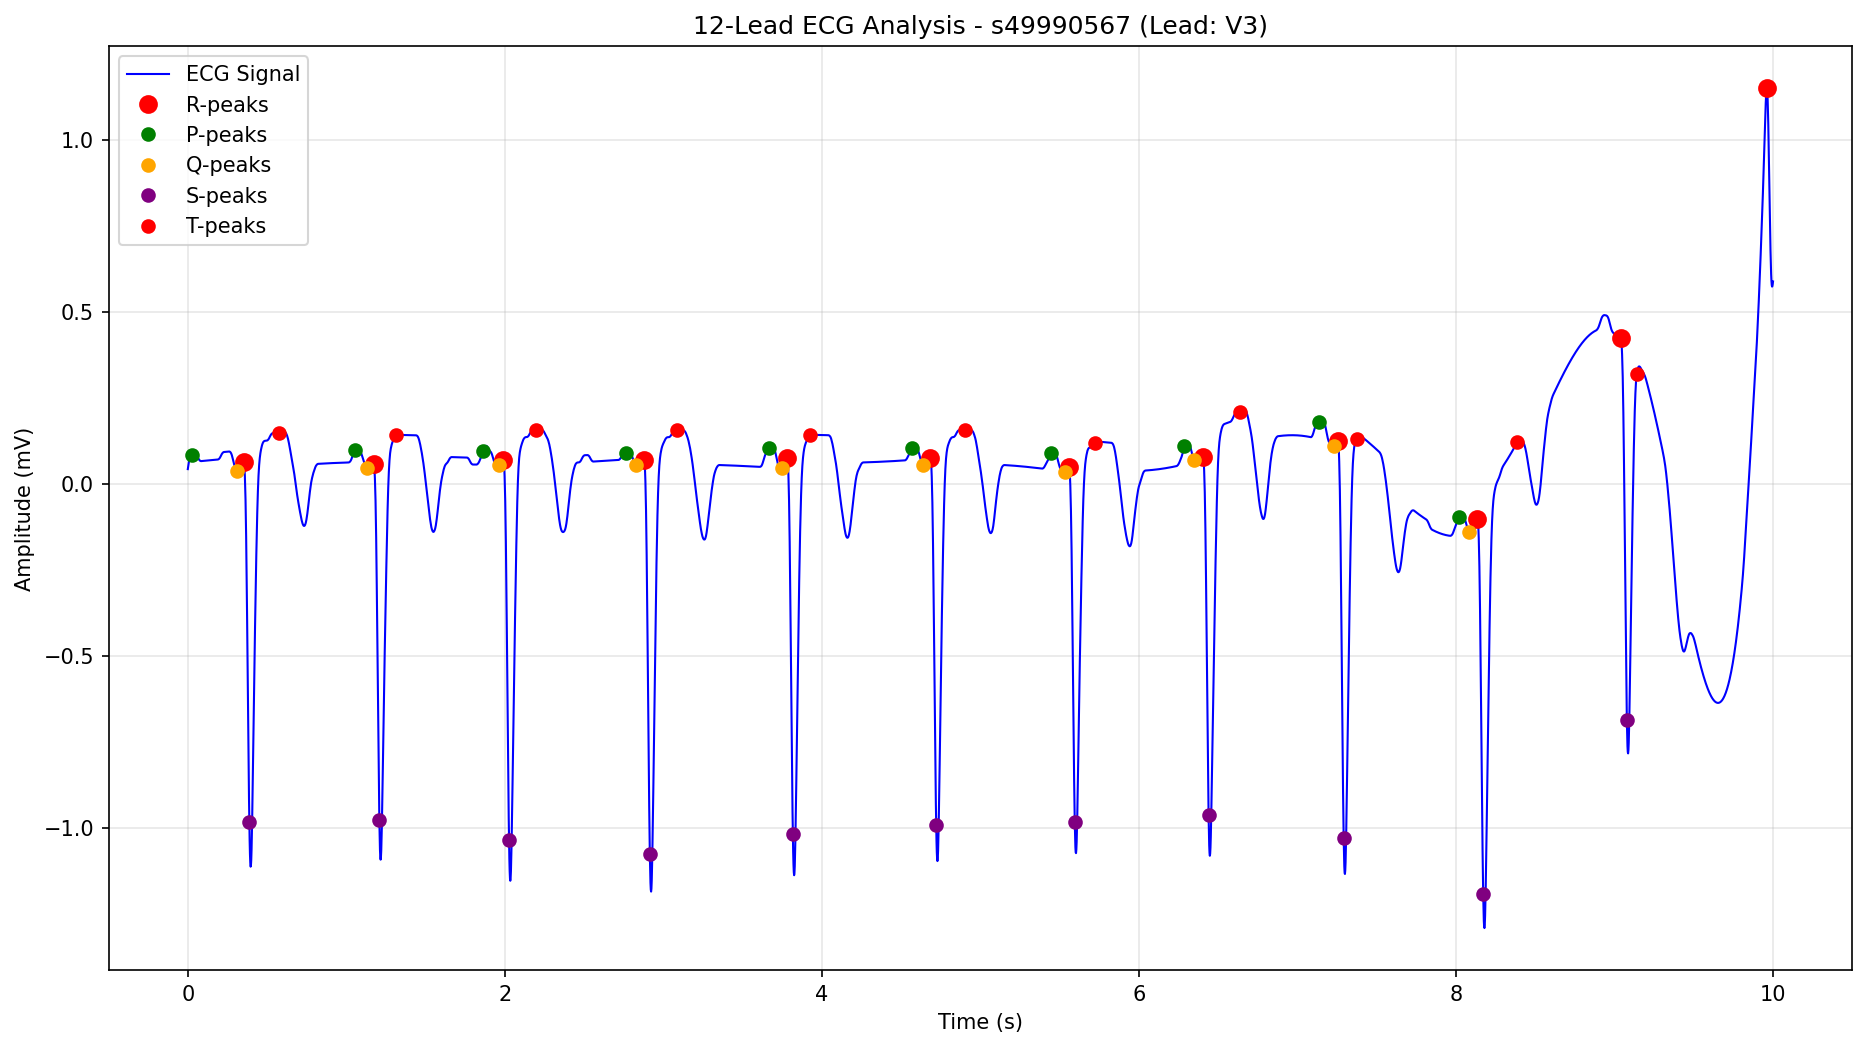 12-Lead ECG Analysis - s49990567 (Lead: V3)
ECG Signal
R-peaks
P-peaks
Q-peaks
S-peaks
T-peaks
1.0
0.5
0.0
−0.5
−1.0
Amplitude (mV)
0 2 4 6 8 10
Time (s)